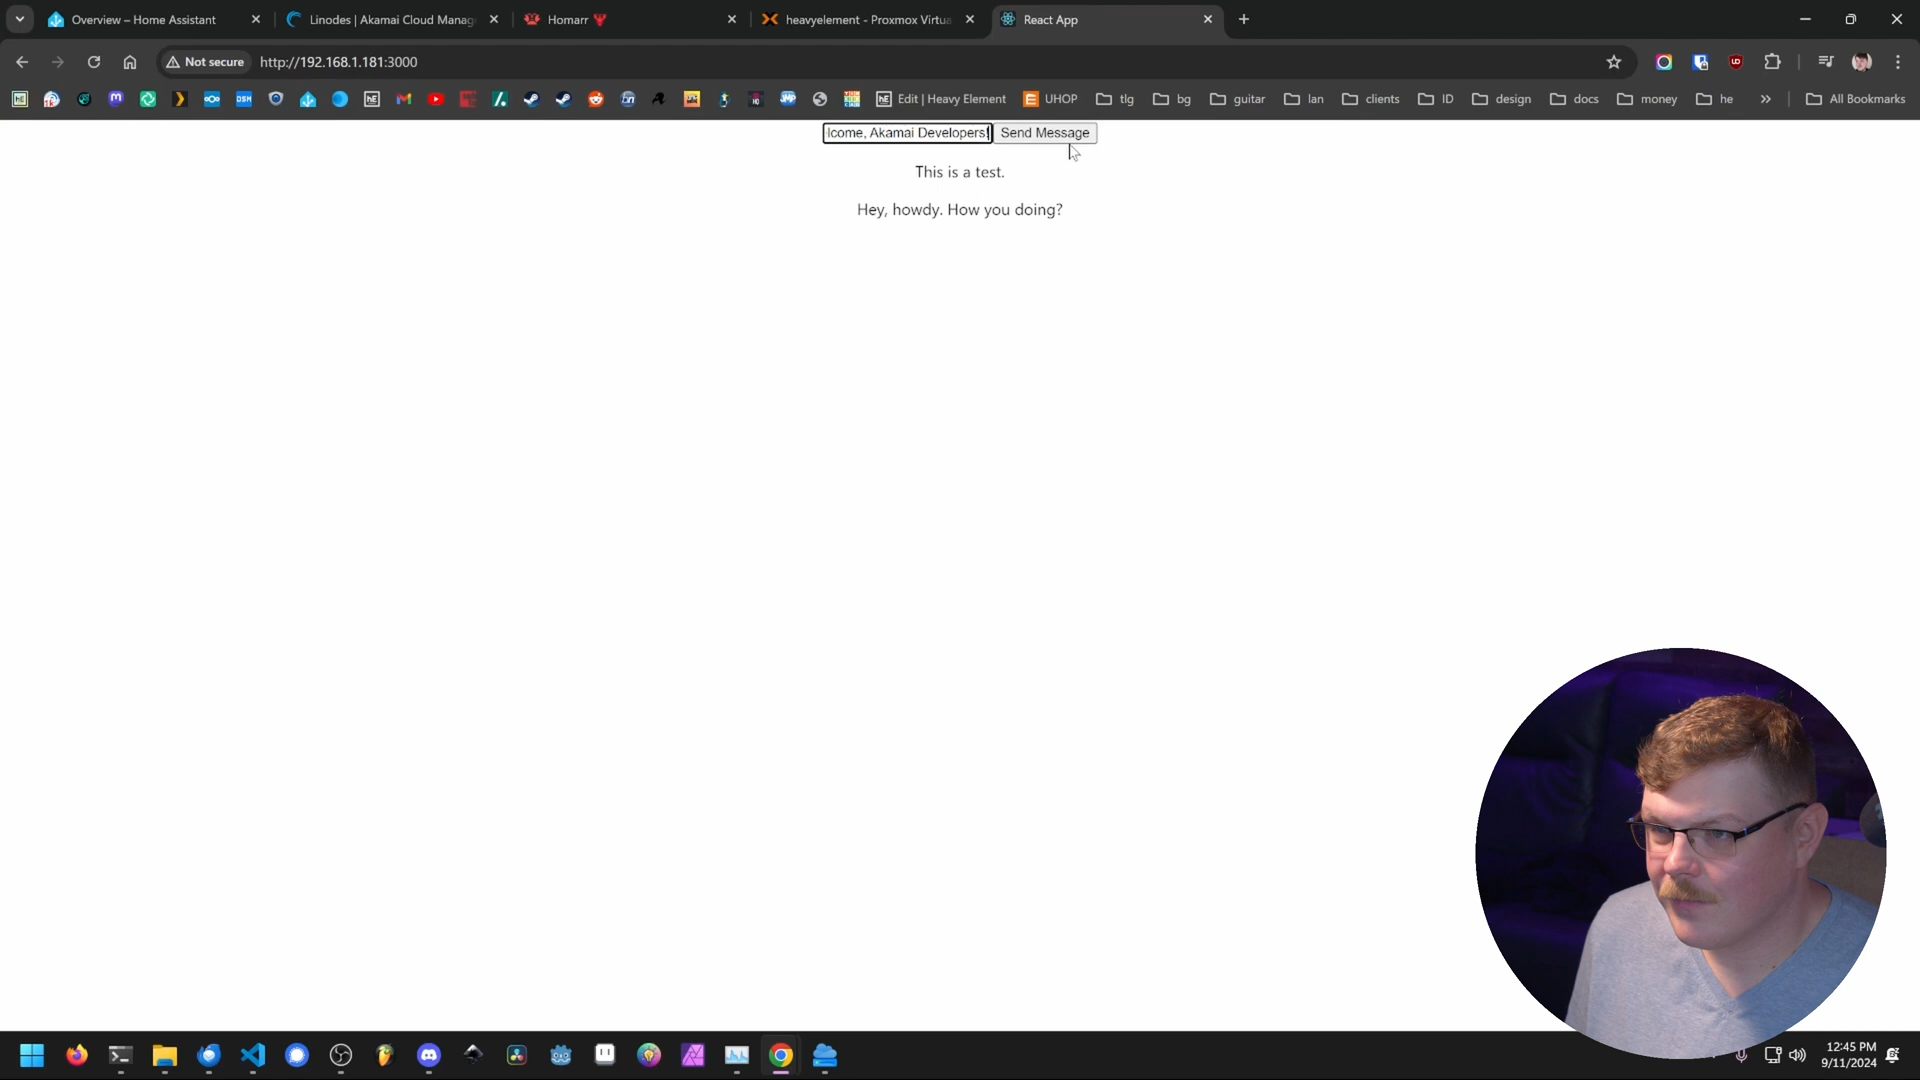 Overview – Home Assistant
Linodes | Akamai Cloud Manag
Homarr
heavyelement - Proxmox Virtua
React App
Not secure
http://192.168.1.181:3000
DSM
Edit | Heavy Element
UHOP
tlg
bg
guitar
lan
clients
ID
design
docs
money
he
All Bookmarks
lcome, Akamai Developers!
Send Message
This is a test.
Hey, howdy. How you doing?
12:45 PM
9/11/2024